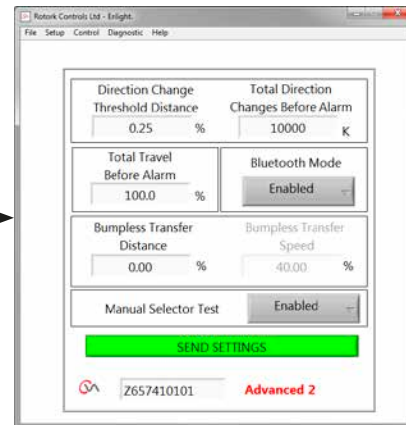 Rotork Controls Ltd - Enlight.
File Setup Control Diagnostic Help
Direction Change
Threshold Distance
0.25 %
Total Direction
Changes Before Alarm
10000 K
Total Travel
Before Alarm
100.0 %
Bluetooth Mode
Enabled
Bumpless Transfer
Distance
0.00 %
Bumpless Transfer
Speed
40.00 %
Manual Selector Test
Enabled
SEND SETTINGS
Z657410101
Advanced 2